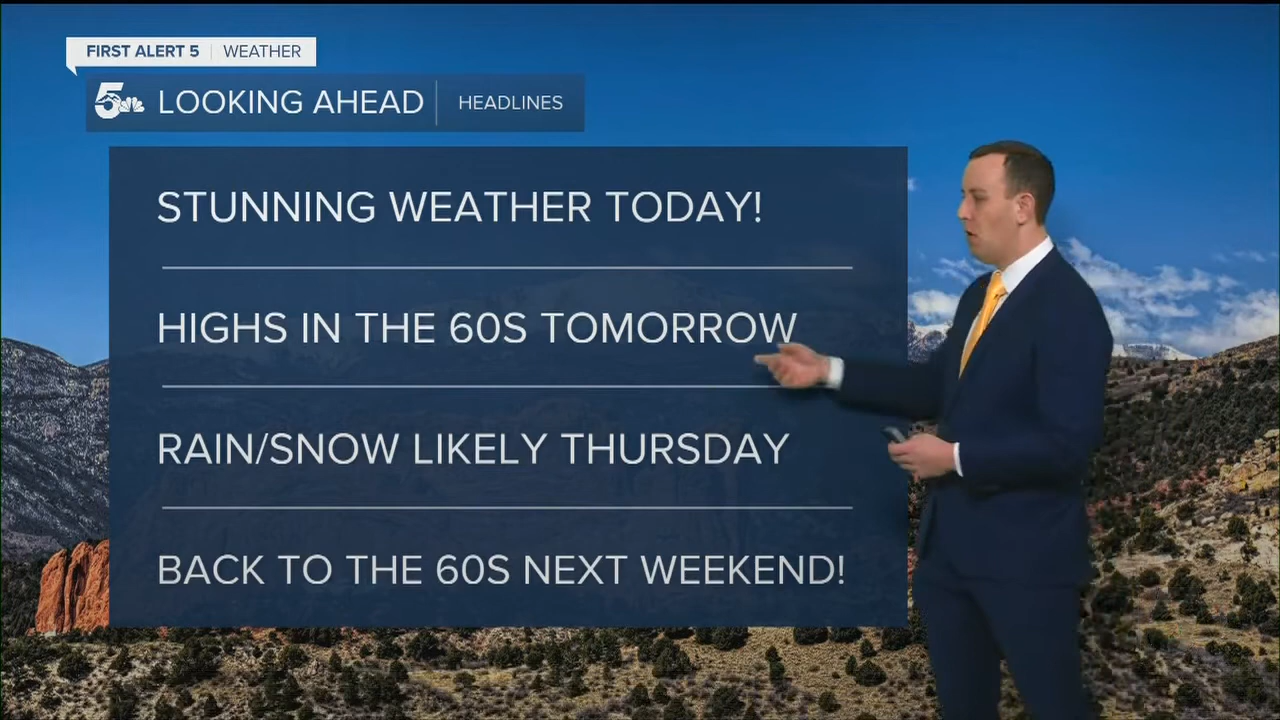 FIRST ALERT 5 | WEATHER
5 LOOKING AHEAD | HEADLINES
STUNNING WEATHER TODAY!
HIGHS IN THE 60S TOMORROW
RAIN/SNOW LIKELY THURSDAY
BACK TO THE 60S NEXT WEEKEND!